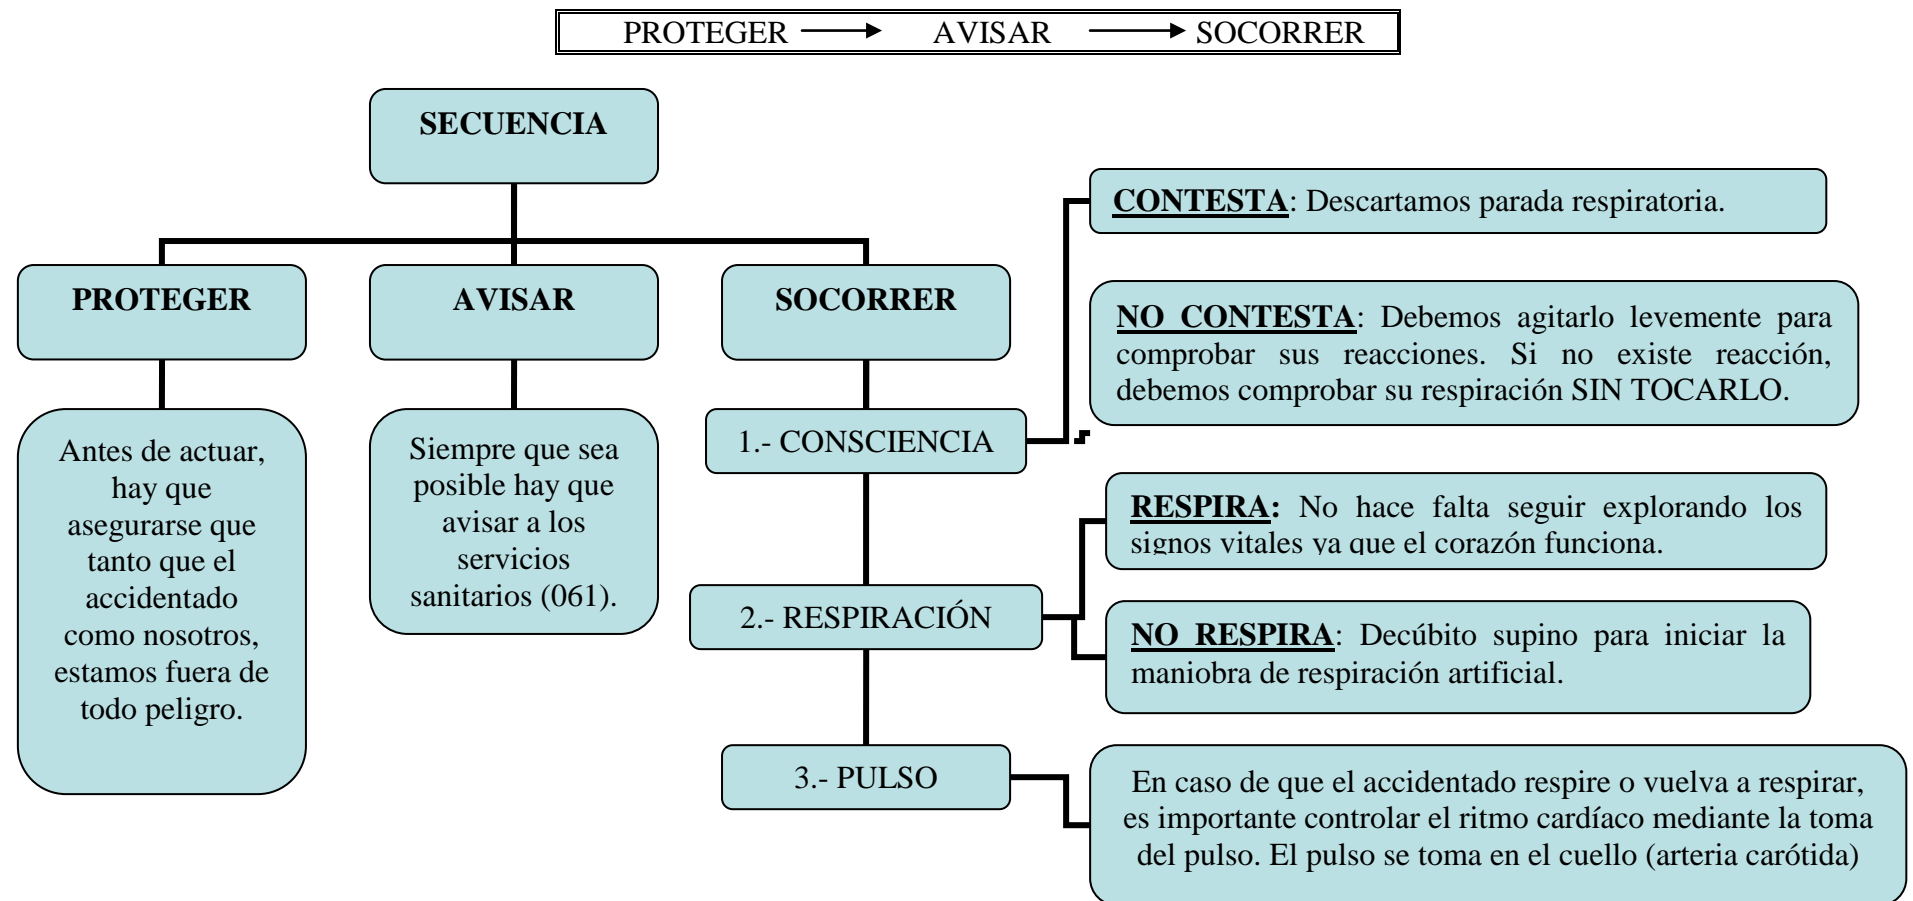 PROTEGER AVISAR SOCORRER
SECUENCIA
PROTEGER
AVISAR
SOCORRER
Antes de actuar,
hay que
asegurarse que
tanto que el
accidentado
como nosotros,
estamos fuera de
todo peligro.
Siempre que sea
posible hay que
avisar a los
servicios
sanitarios (061).
1.- CONSCIENCIA
CONTESTA: Descartamos parada respiratoria.
NO CONTESTA: Debemos agitarlo levemente para
comprobar sus reacciones. Si no existe reacción,
debemos comprobar su respiración SIN TOCARLO.
2.- RESPIRACIÓN
RESPIRA: No hace falta seguir explorando los
signos vitales ya que el corazón funciona.
NO RESPIRA: Decúbito supino para iniciar la
maniobra de respiración artificial.
3.- PULSO
En caso de que el accidentado respire o vuelva a respirar,
es importante controlar el ritmo cardíaco mediante la toma
del pulso. El pulso se toma en el cuello (arteria carótida)